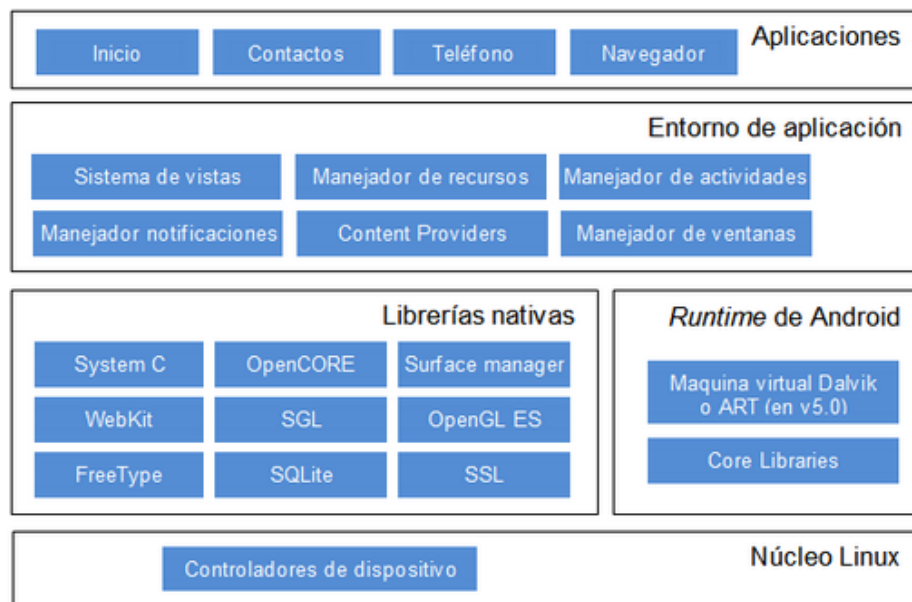 Aplicaciones
Inicio
Contactos
Teléfono
Navegador
Entorno de aplicación
Sistema de vistas
Manejador de recursos
Manejador de actividades
Manejador notificaciones
Content Providers
Manejador de ventanas
Librerías nativas
System C
OpenCORE
Surface manager
WebKit
SGL
OpenGL ES
FreeType
SQLite
SSL
Runtime de Android
Maquina virtual Dalvik
o ART (en v5.0)
Core Libraries
Núcleo Linux
Controladores de dispositivo